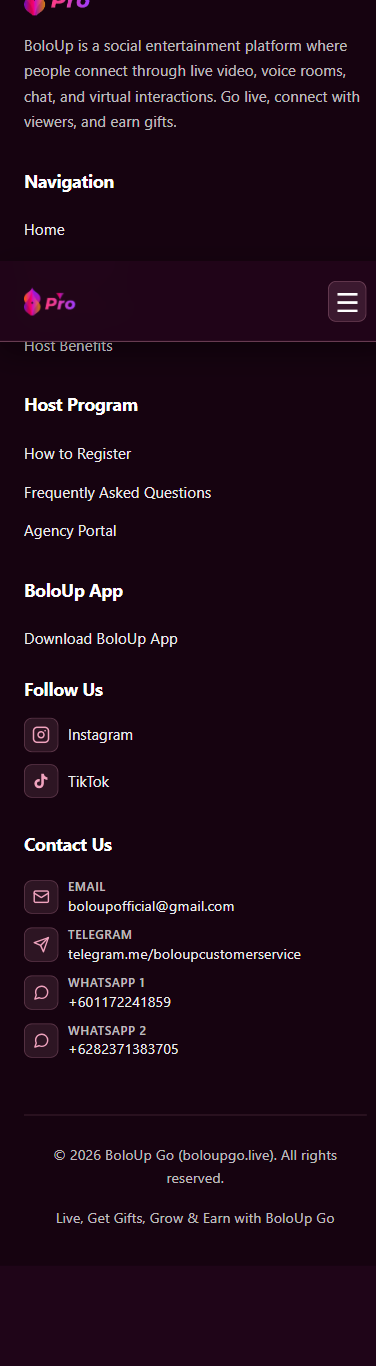 Pro
BoloUp is a social entertainment platform where
people connect through live video, voice rooms,
chat, and virtual interactions. Go live, connect with
viewers, and earn gifts.
Navigation
Home
Pro
Host Benefits
Host Program
How to Register
Frequently Asked Questions
Agency Portal
BoloUp App
Download BoloUp App
Follow Us
Instagram
TikTok
Contact Us
EMAIL
boloupofficial@gmail.com
TELEGRAM
telegram.me/boloupcustomerservice
WHATSAPP 1
+601172241859
WHATSAPP 2
+6282371383705
© 2026 BoloUp Go (boloupgo.live). All rights
reserved.
Live, Get Gifts, Grow & Earn with BoloUp Go